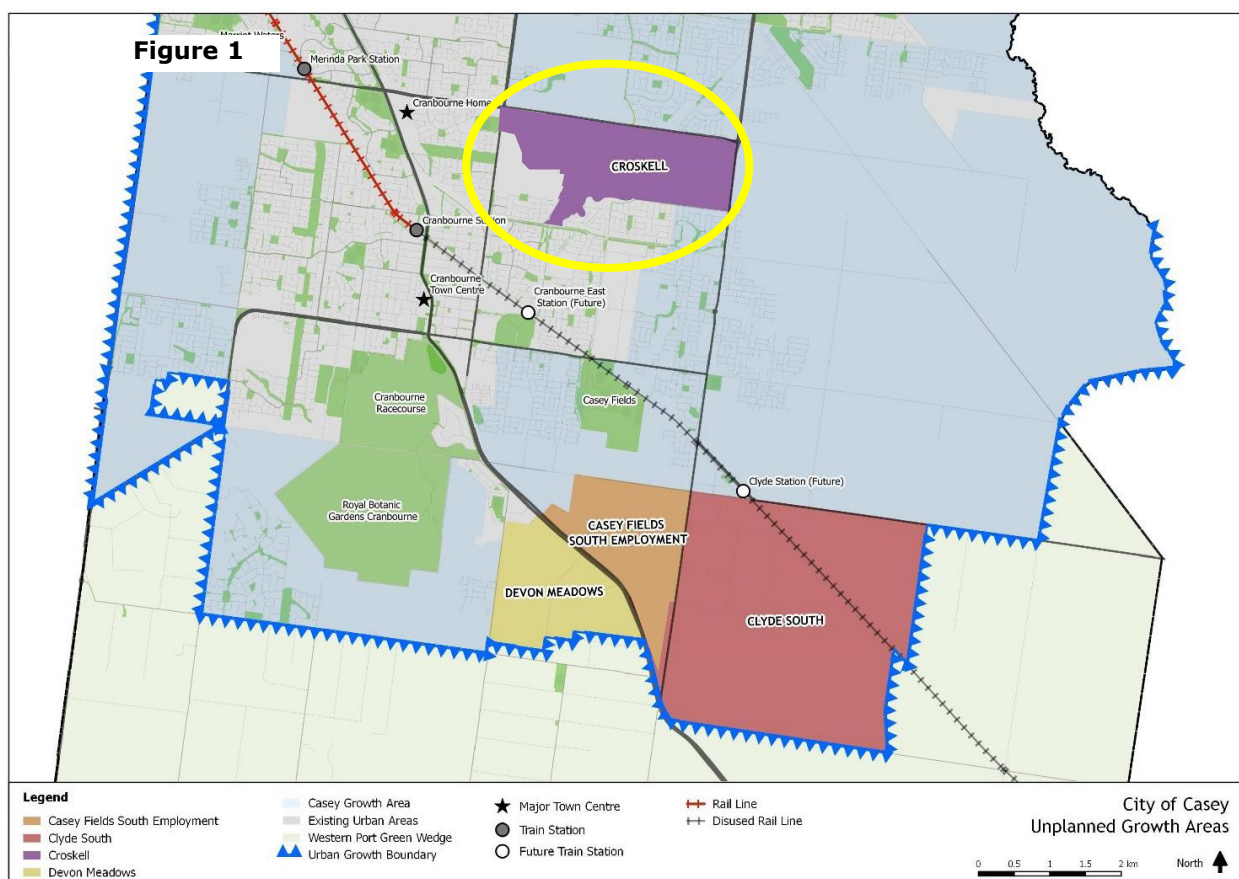 Marriot Waters
Figure 1
Merinda Park Station
Cranbourne Home
CROSKELL
Cranbourne Station
Cranbourne
Town Centre
Cranbourne East
Station (Future)
Cranbourne
Racecourse
Casey Fields
Clyde Station (Future)
Royal Botanic
Gardens Cranbourne
CASEY FIELDS
SOUTH EMPLOYMENT
DEVON MEADOWS
CLYDE SOUTH
Legend
Casey Fields South Employment
Clyde South
Croskell
Devon Meadows
Casey Growth Area
Existing Urban Areas
Western Port Green Wedge
Urban Growth Boundary
Major Town Centre
Train Station
Future Train Station
Rail Line
Disused Rail Line
City of Casey
Unplanned Growth Areas
0 0.5 1 1.5 2 km
North